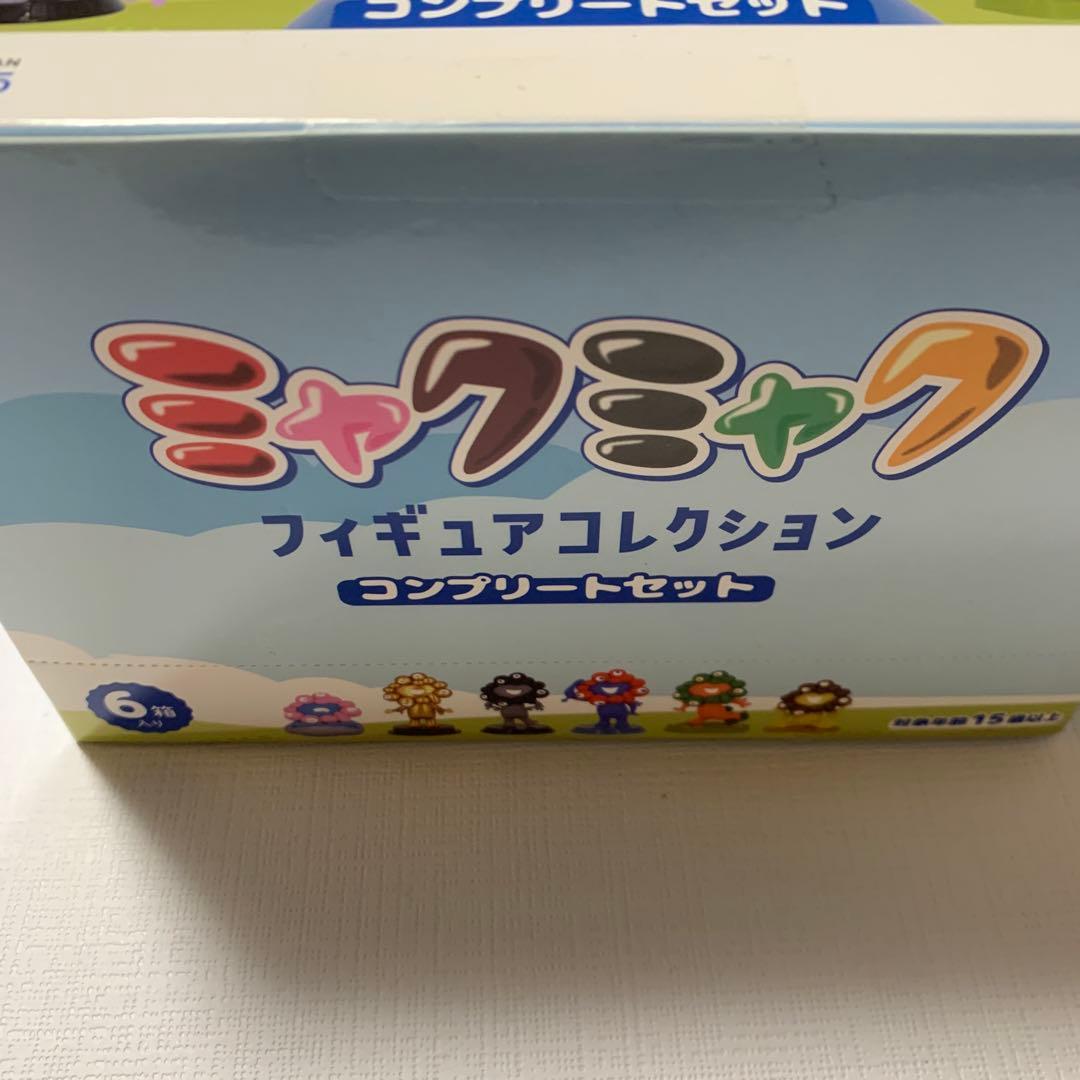 コンプリートセット
AN
5
ミャクミャク
フィギュアコレクション
コンプリートセット
6箱入り
対象年齢15歳以上